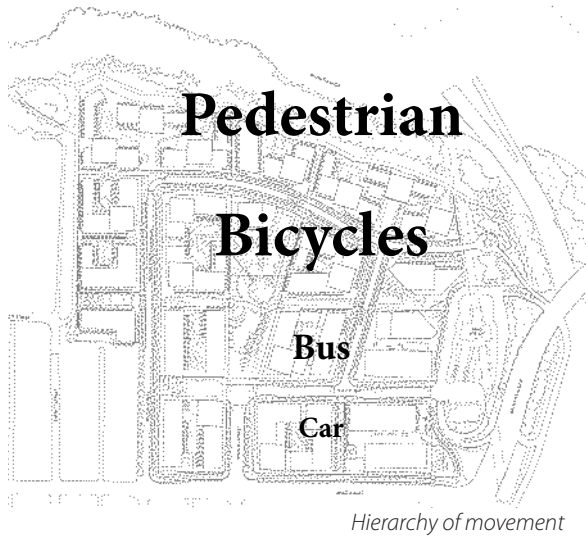 Pedestrian
Bicycles
Bus
Car
Hierarchy of movement